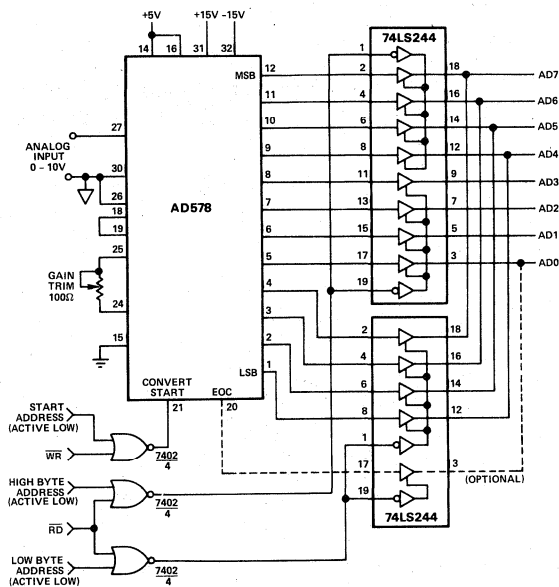 +5V
+15V -15V
14 16 31 32
74LS244
1
MSB 12 2 18 AD7
11 4 16 AD6
10 6 14 AD5
9 8 12 AD4
8 11 9 AD3
7 13 7 AD2
6 15 5 AD1
5 17 3 AD0
4 19
27
ANALOG
INPUT
0 – 10V
30
26
18
19
AD578
25
GAIN
TRIM
100Ω
24
15
3
2
LSB 1
2 18
4 16
6 14
8 12
1
17 3
(OPTIONAL)
19
74LS244
CONVERT
START
EOC
21 20
START
ADDRESS
(ACTIVE LOW)
WR
7402
4
HIGH BYTE
ADDRESS
(ACTIVE LOW)
7402
4
RD
LOW BYTE
ADDRESS
(ACTIVE LOW)
7402
4